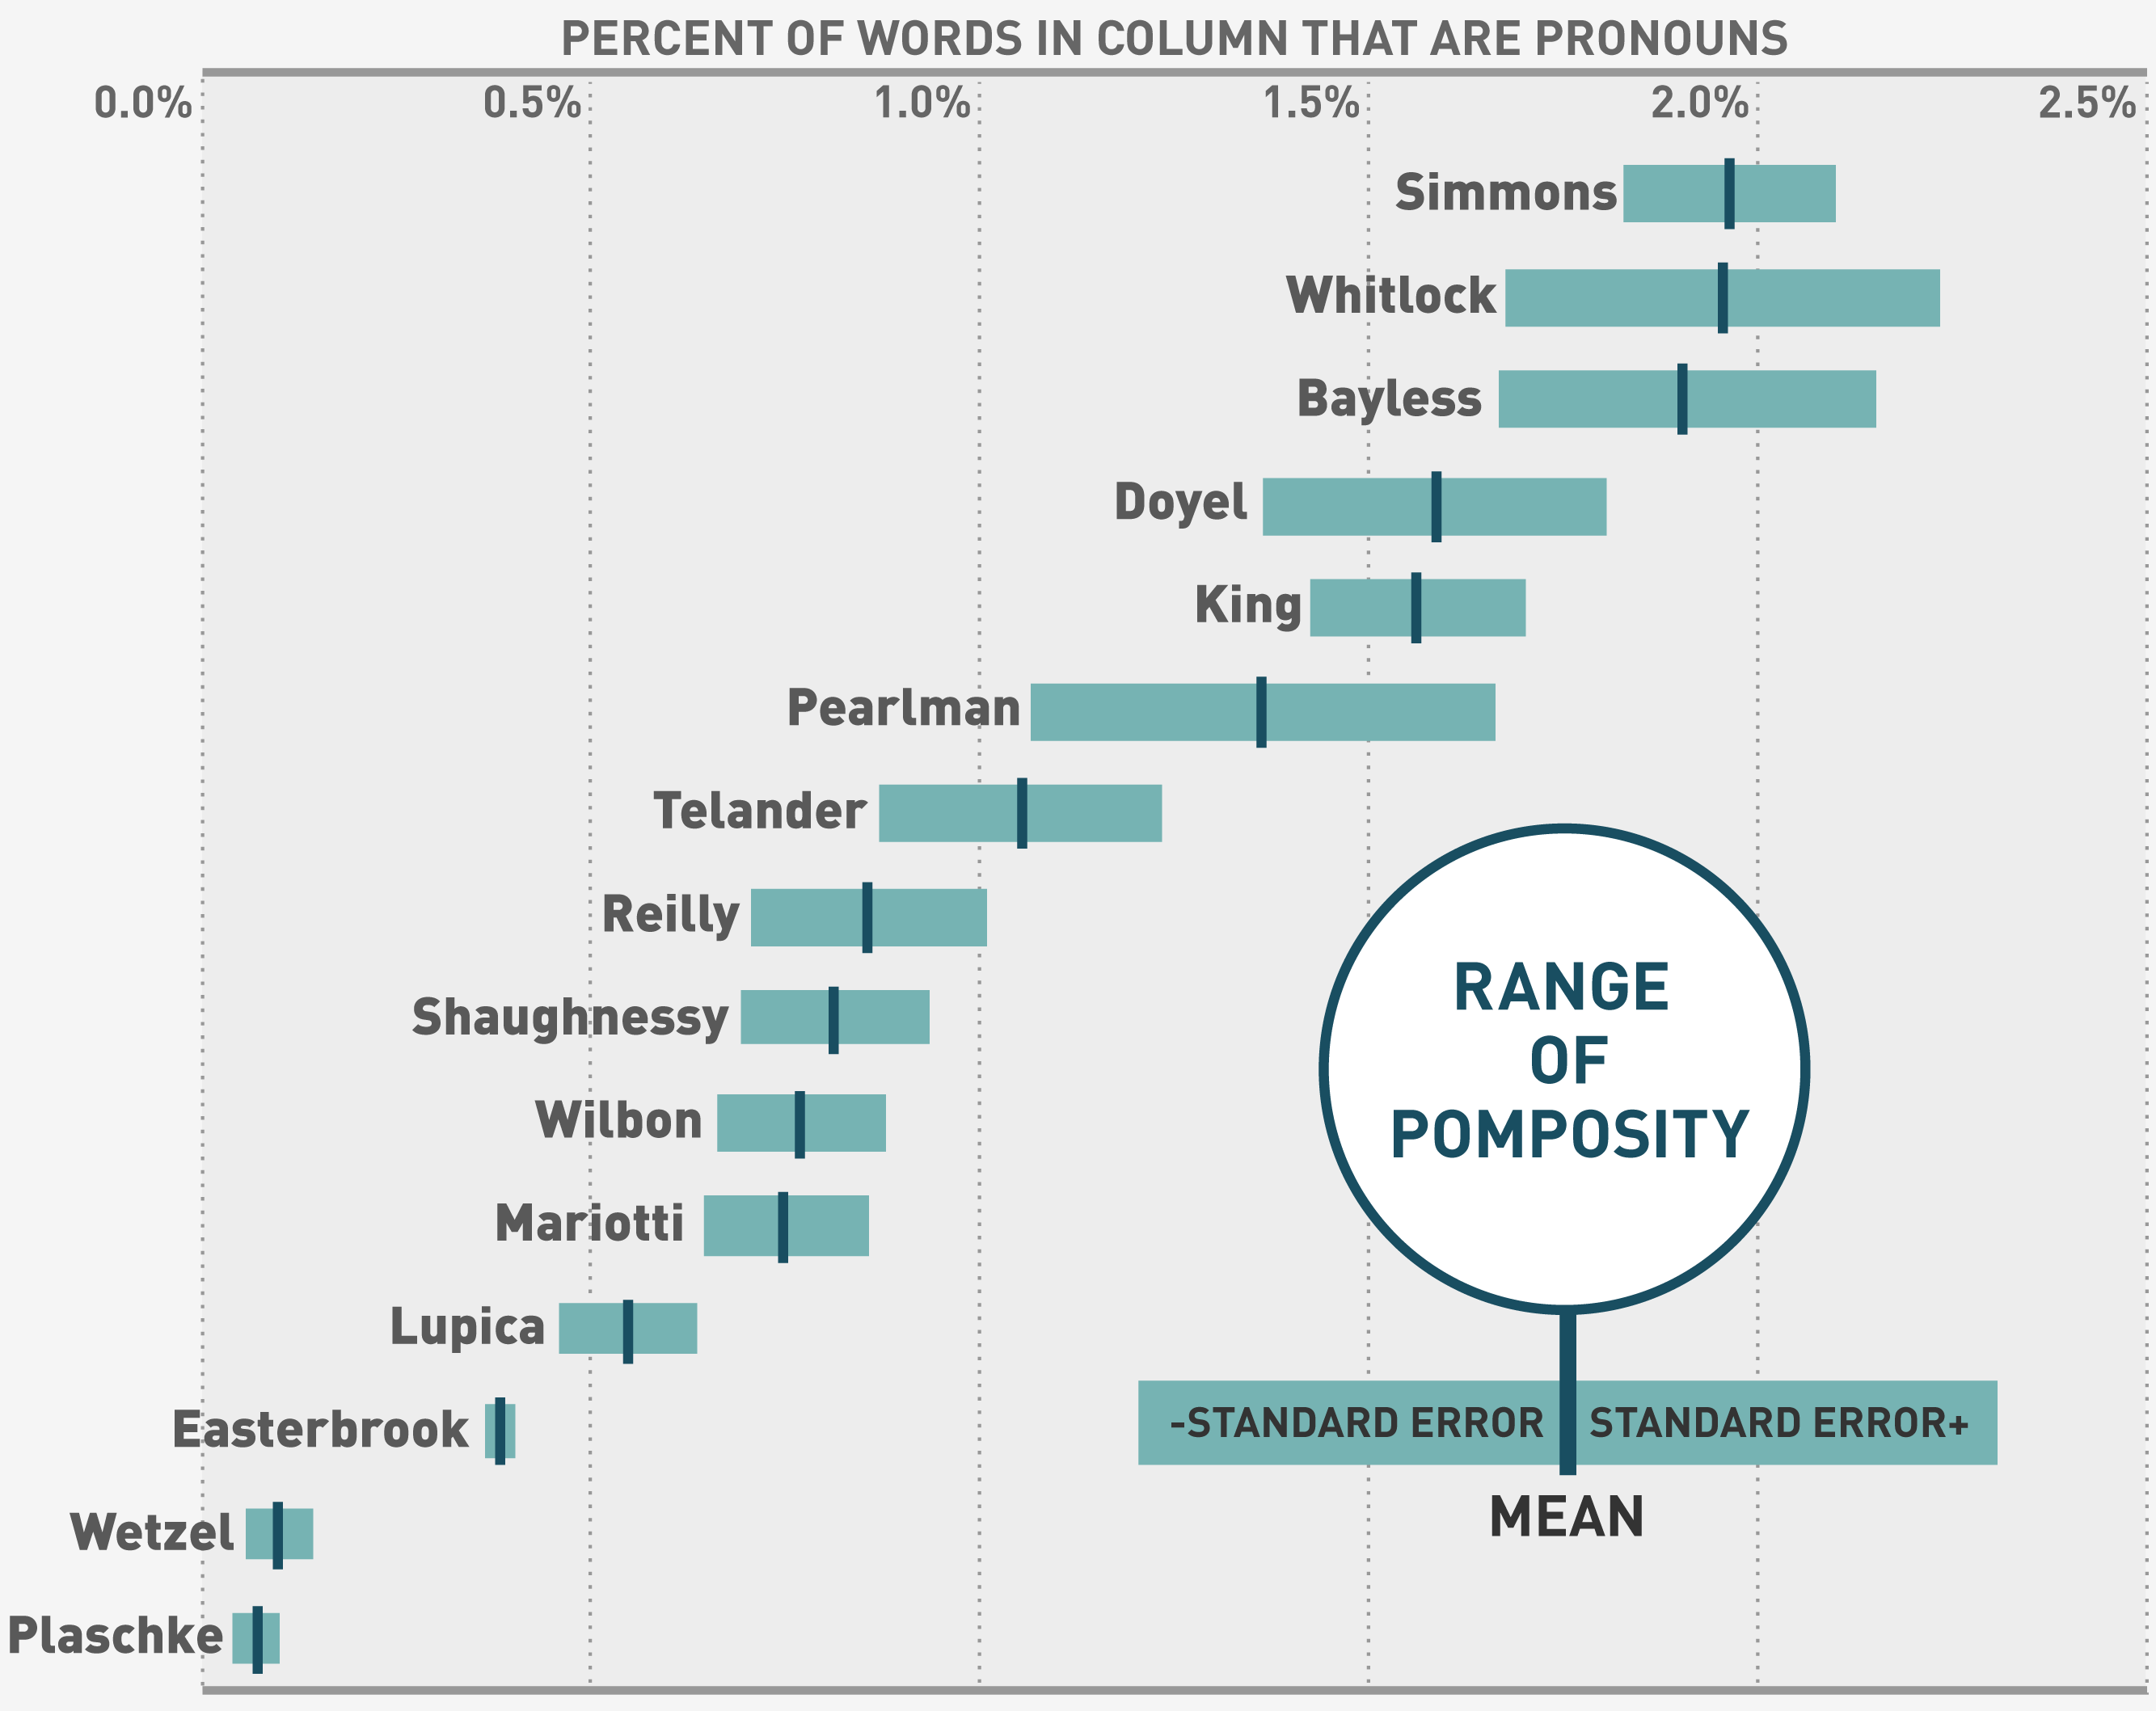 PERCENT OF WORDS IN COLUMN THAT ARE PRONOUNS
0.0% 0.5% 1.0% 1.5% 2.0% 2.5%
Simmons
Whitlock
Bayless
Doyel
King
Pearlman
Telander
Reilly
Shaughnessy
Wilbon
Mariotti
Lupica
Easterbrook
Wetzel
Plaschke
RANGE
OF
POMPOSITY
-STANDARD ERROR STANDARD ERROR+
MEAN